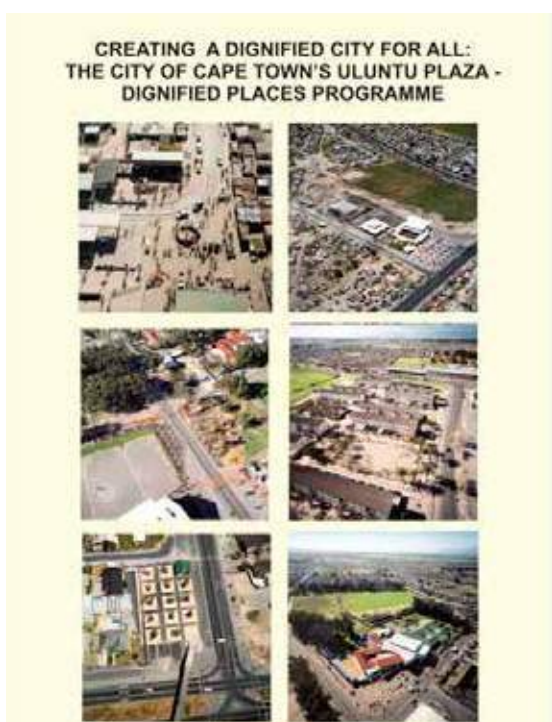 CREATING A DIGNIFIED CITY FOR ALL:
THE CITY OF CAPE TOWN'S ULUNTU PLAZA -
DIGNIFIED PLACES PROGRAMME